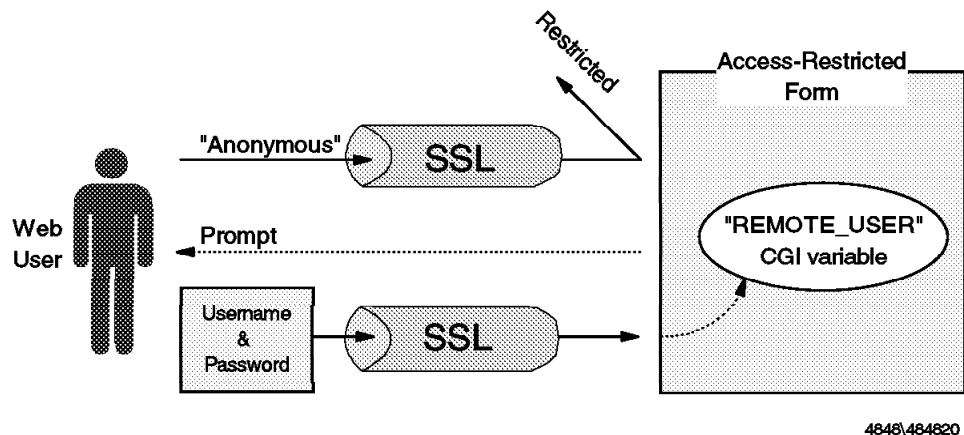 Restricted
Access-Restricted
Form
"Anonymous"
SSL
Web
User
Prompt
"REMOTE_USER"
CGI variable
Username
&
Password
SSL
4848\484820